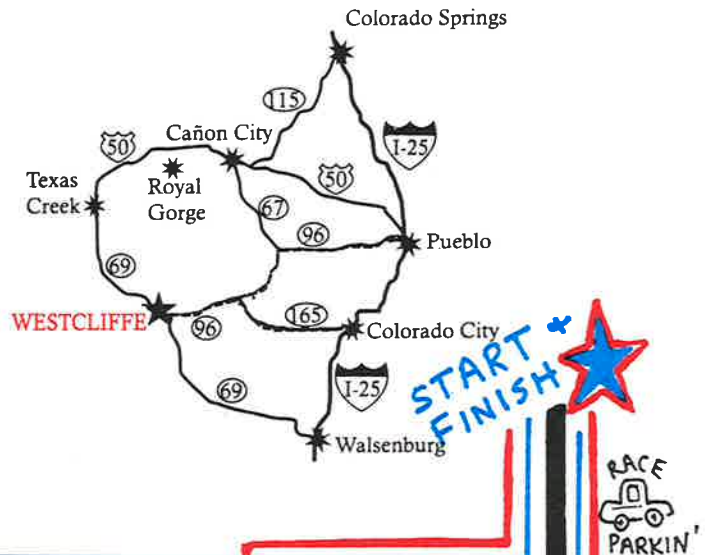 Colorado Springs
115
Cañon City
50
I-25
Texas
Creek
Royal
Gorge
50
67
96
Pueblo
69
WESTCLIFFE
96
165
Colorado City
START &
FINISH
69
I-25
Walsenburg
RACE
PARKIN'